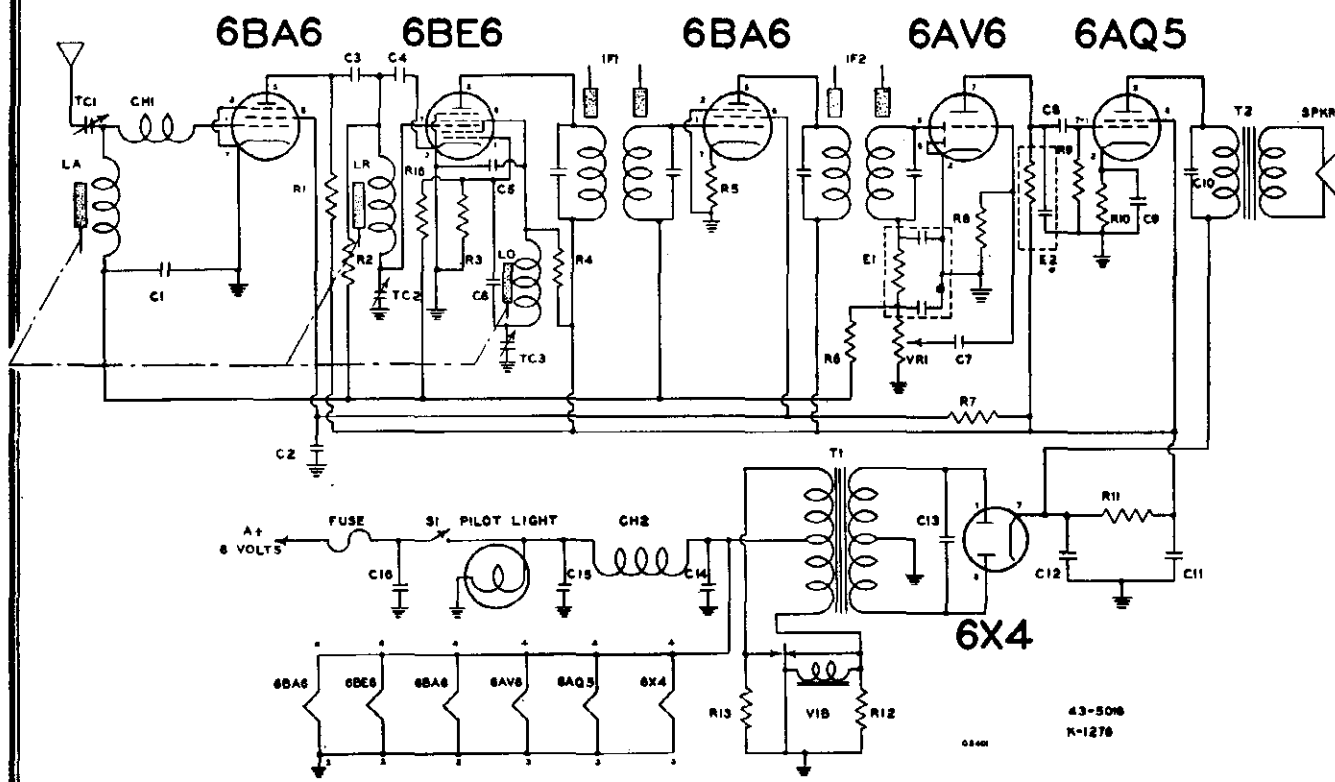 6BA6 6BE6 6BA6 6AV6 6AQ5
C3 C4 IF1 IF2
TC1 CH1 C8 T2 SPKR
LA LR R16 C5 R9
R1 R5 R8 C10
R2 R3 LO R4 E1 R10 C9
C1 TC2 C6 E2
TC3 R6 VR1 C7
R7
C2 T1
A+ FUSE S1 PILOT LIGHT CH2 C13 R11
6 VOLTS
C16 C15 C14 C12 C11
6X4
6BA6 6BE6 6BA6 6AV6 6AQ5 6X4
R13 VIB R12
43-5016
K-1276